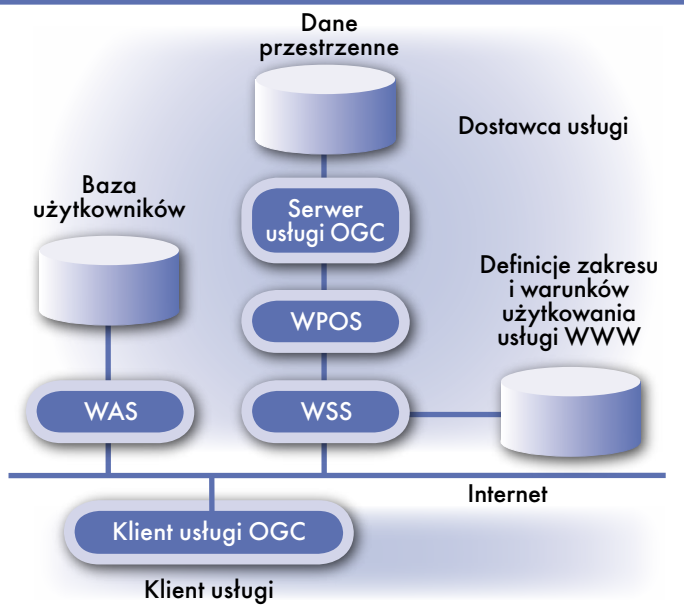 Dane
przestrzenne
Dostawca usługi
Baza
użytkowników
Serwer
usługi OGC
Definicje zakresu
i warunków
użytkowania
usługi WWW
WPOS
WAS
WSS
Internet
Klient usługi OGC
Klient usługi